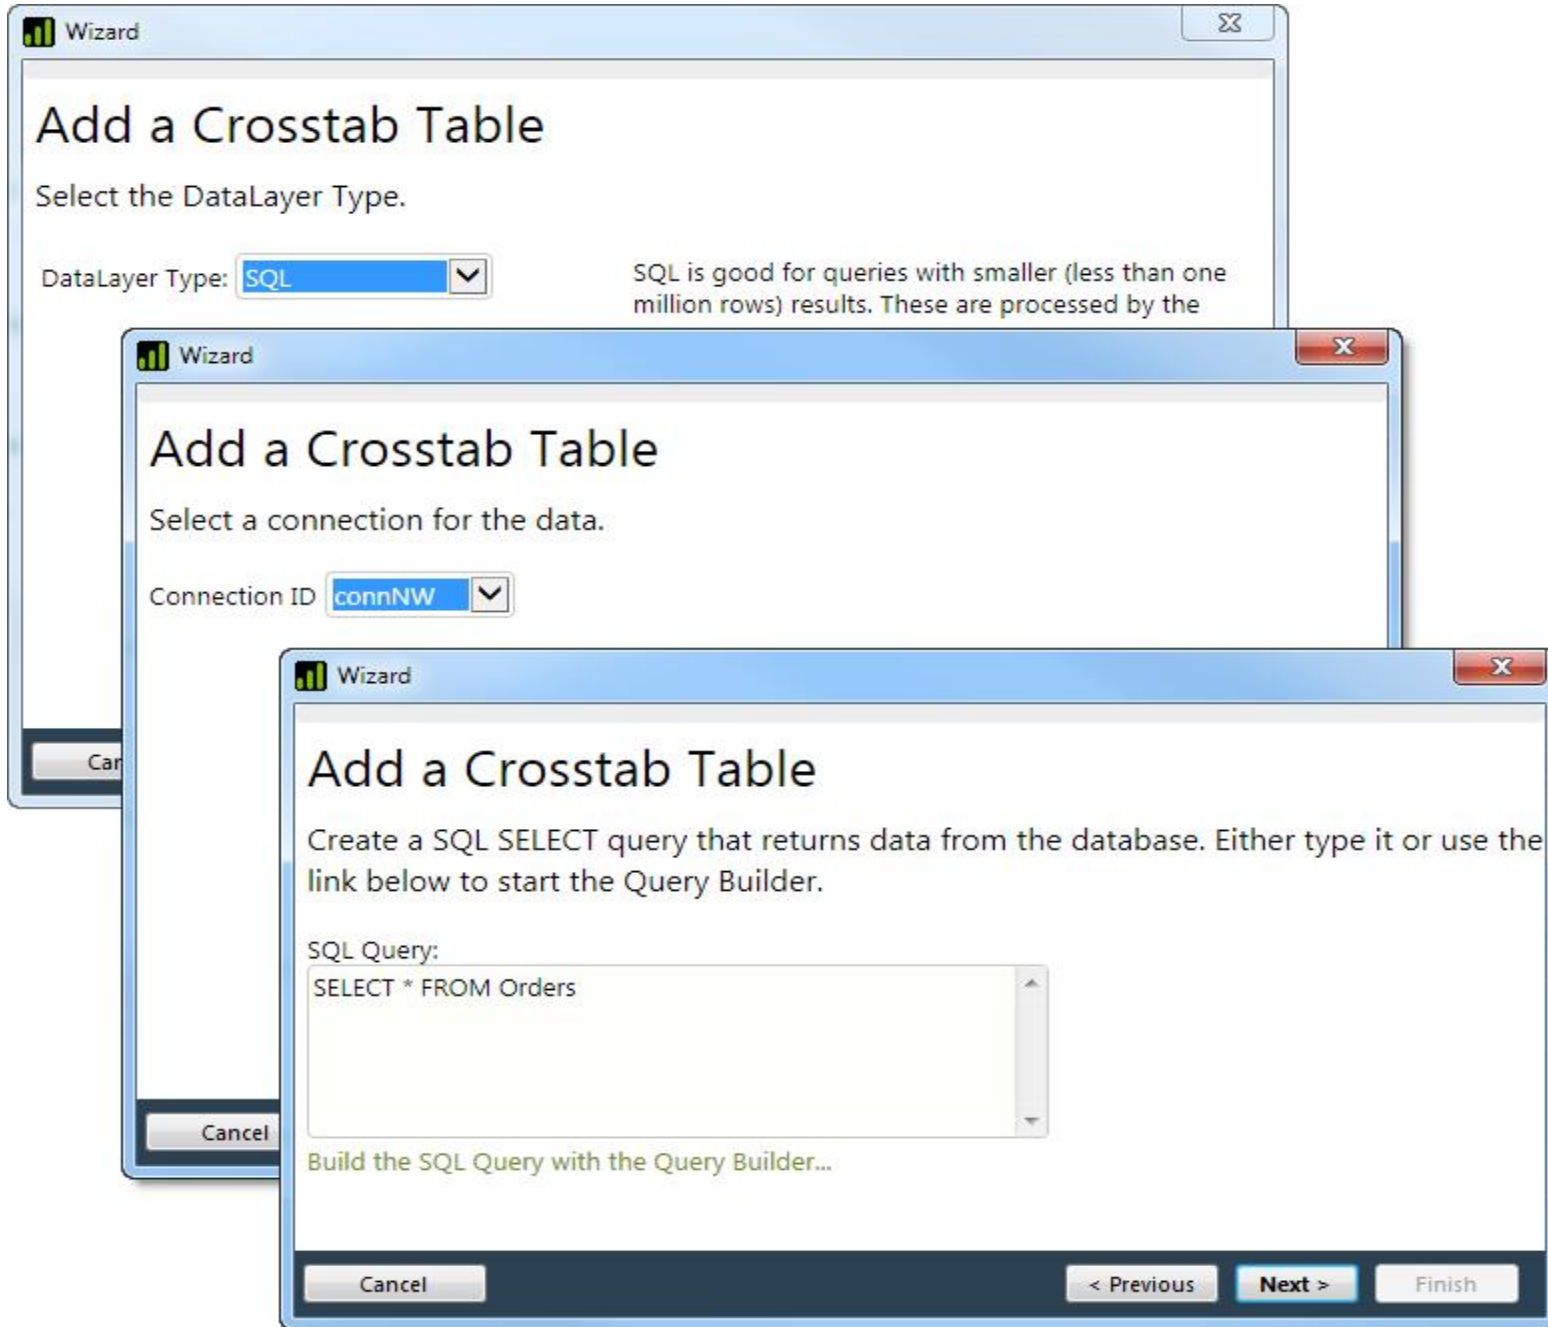 Wizard
Add a Crosstab Table
Select the DataLayer Type.
DataLayer Type: SQL
SQL is good for queries with smaller (less than one
million rows) results. These are processed by the
Wizard
Add a Crosstab Table
Select a connection for the data.
Connection ID connNW
Wizard
Add a Crosstab Table
Create a SQL SELECT query that returns data from the database. Either type it or use the
link below to start the Query Builder.
SQL Query:
SELECT * FROM Orders
Build the SQL Query with the Query Builder...
Cancel
Cancel < Previous Next > Finish